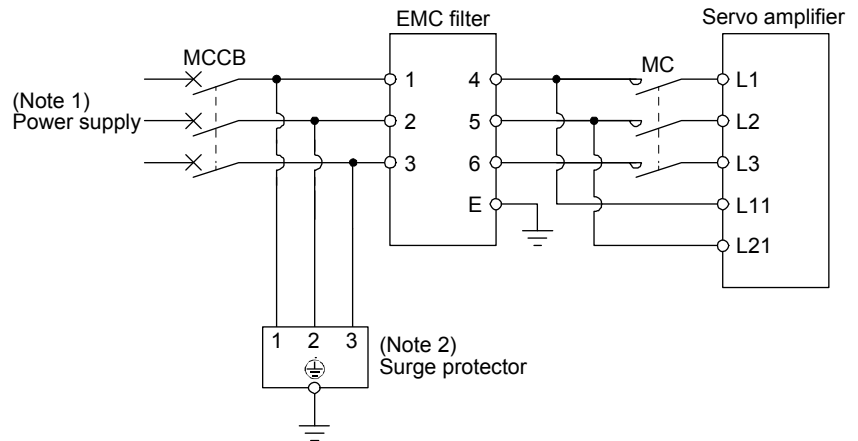 EMC filter
Servo amplifier
MCCB
MC
(Note 1)
Power supply
1
2
3
4
5
6
E
L1
L2
L3
L11
L21
1 2 3
(Note 2)
Surge protector